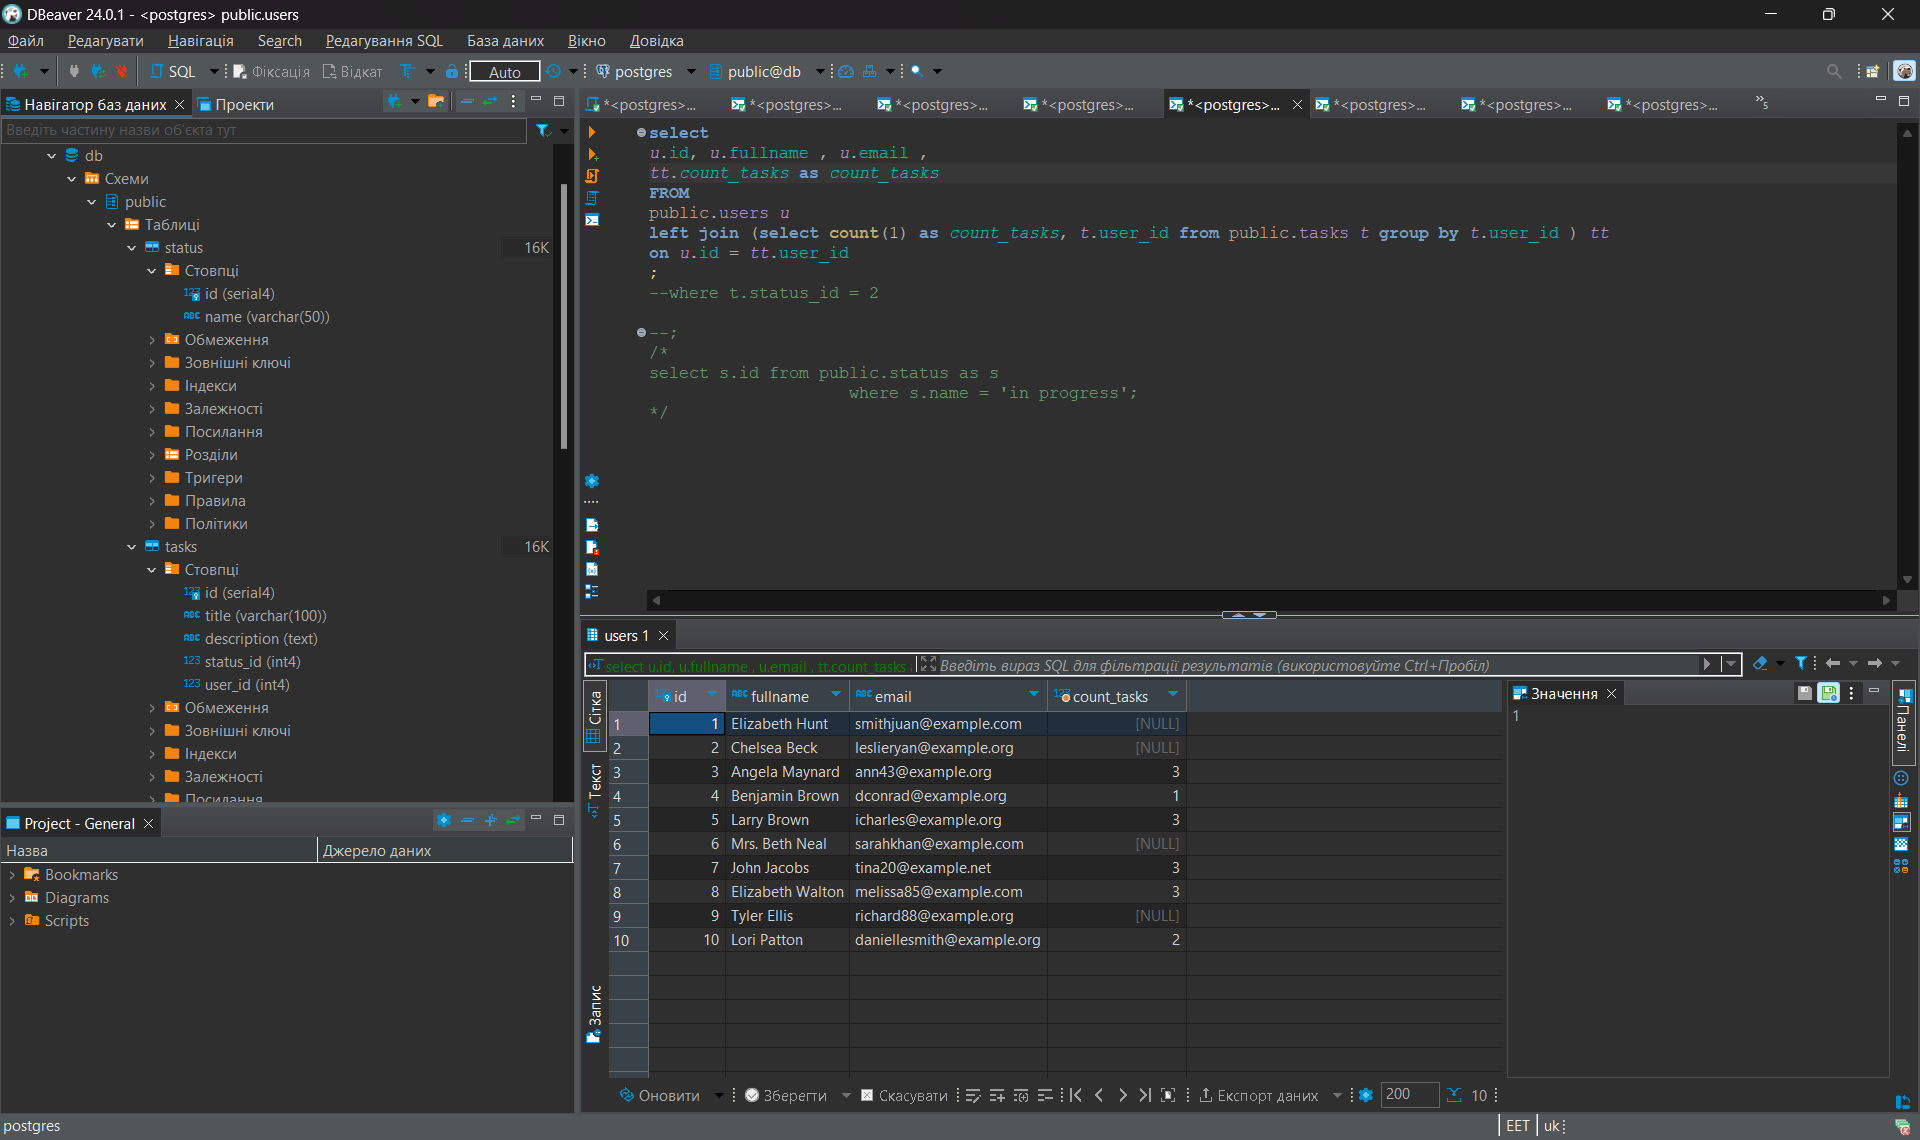 DBeaver 24.0.1 - <postgres> public.users
Файл Редагувати Навігація Search Редагування SQL База даних Вікно Довідка
SQL Фіксація Відкат Auto postgres public@db
Навігатор баз даних Проекти
Введіть частину назви об'єкта тут
db
Схеми
public
Таблиці
status 16K
Стовпці
id (serial4)
name (varchar(50))
Обмеження
Зовнішні ключі
Індекси
Залежності
Посилання
Розділи
Тригери
Правила
Політики
tasks 16K
Стовпці
id (serial4)
title (varchar(100))
description (text)
status_id (int4)
user_id (int4)
Обмеження
Зовнішні ключі
Індекси
Залежності
Посилання
Project - General
Назва Джерело даних
Bookmarks
Diagrams
Scripts
*<postgres>... *<postgres>... *<postgres>... *<postgres>... *<postgres>... *<postgres>... *<postgres>... *<postgres>... »5
select
u.id, u.fullname , u.email ,
tt.count_tasks as count_tasks
FROM
public.users u
left join (select count(1) as count_tasks, t.user_id from public.tasks t group by t.user_id ) tt
on u.id = tt.user_id
;
--where t.status_id = 2
--;
/*
select s.id from public.status as s
where s.name = 'in progress';
*/
users 1
select u.id, u.fullname , u.email , tt.count_tasks Введіть вираз SQL для фільтрації результатів (використовуйте Ctrl+Пробіл)
Сітка
Текст
Запис
id fullname email count_tasks
1 1 Elizabeth Hunt smithjuan@example.com [NULL]
2 2 Chelsea Beck leslieryan@example.org [NULL]
3 3 Angela Maynard ann43@example.org 3
4 4 Benjamin Brown dconrad@example.org 1
5 5 Larry Brown icharles@example.org 3
6 6 Mrs. Beth Neal sarahkhan@example.com [NULL]
7 7 John Jacobs tina20@example.net 3
8 8 Elizabeth Walton melissa85@example.com 3
9 9 Tyler Ellis richard88@example.org [NULL]
10 10 Lori Patton daniellesmith@example.org 2
Значення
1
Панелі
Оновити Зберегти Скасувати Експорт даних 200 10
postgres EET uk